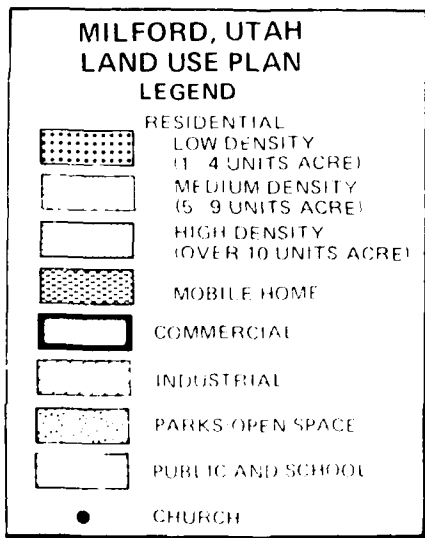 MILFORD, UTAH
LAND USE PLAN
LEGEND
RESIDENTIAL
LOW DENSITY
(1 4 UNITS ACRE)
MEDIUM DENSITY
(5 9 UNITS ACRE)
HIGH DENSITY
(OVER 10 UNITS ACRE)
MOBILE HOME
COMMERCIAL
INDUSTRIAL
PARKS OPEN SPACE
PUBLIC AND SCHOOL
CHURCH